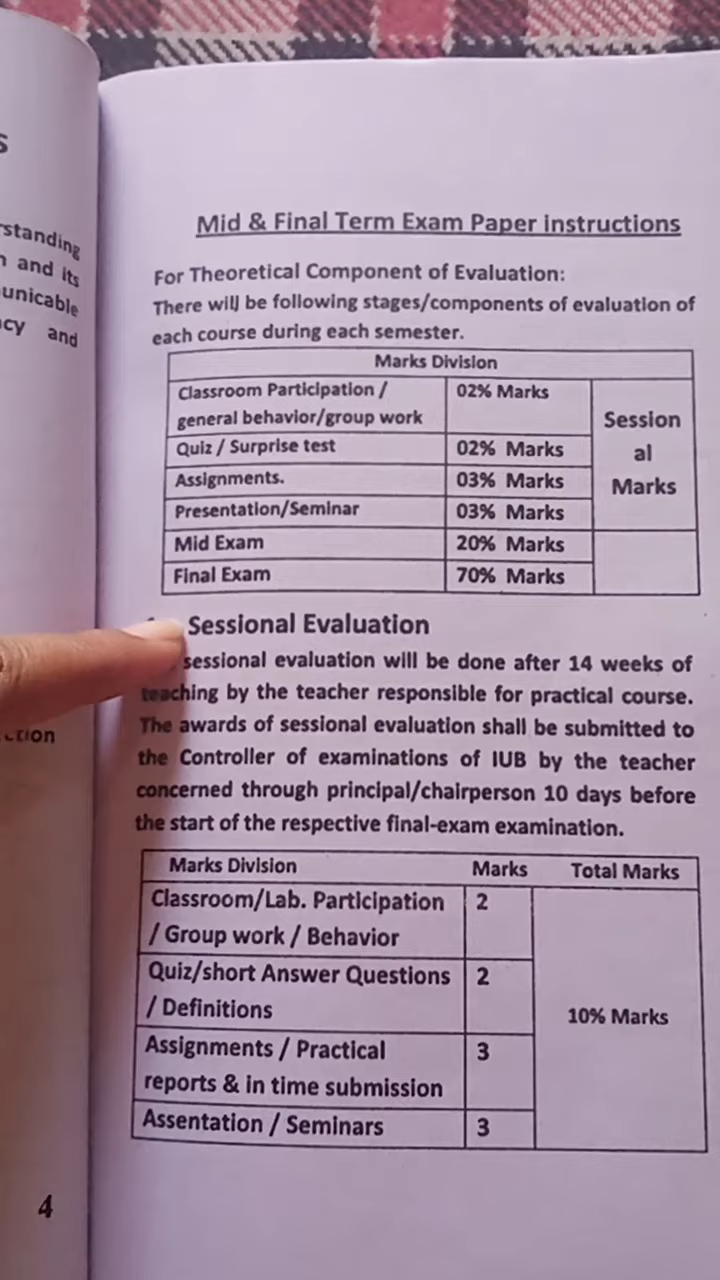 S
rstanding
and its
unicable
cy and
ction
4
Mid & Final Term Exam Paper instructions
For Theoretical Component of Evaluation:
There will be following stages/components of evaluation of
each course during each semester.
Marks Division
Classroom Participation /
general behavior/group work
02% Marks
Quiz / Surprise test
02% Marks
Assignments.
03% Marks
Presentation/Seminar
03% Marks
Session
al
Marks
Mid Exam
20% Marks
Final Exam
70% Marks
Sessional Evaluation
sessional evaluation will be done after 14 weeks of
teaching by the teacher responsible for practical course.
The awards of sessional evaluation shall be submitted to
the Controller of examinations of IUB by the teacher
concerned through principal/chairperson 10 days before
the start of the respective final-exam examination.
Marks Division Marks Total Marks
Classroom/Lab. Participation
/ Group work / Behavior
2
Quiz/short Answer Questions
/ Definitions
2
Assignments / Practical
reports & in time submission
3
Assentation / Seminars
3
10% Marks